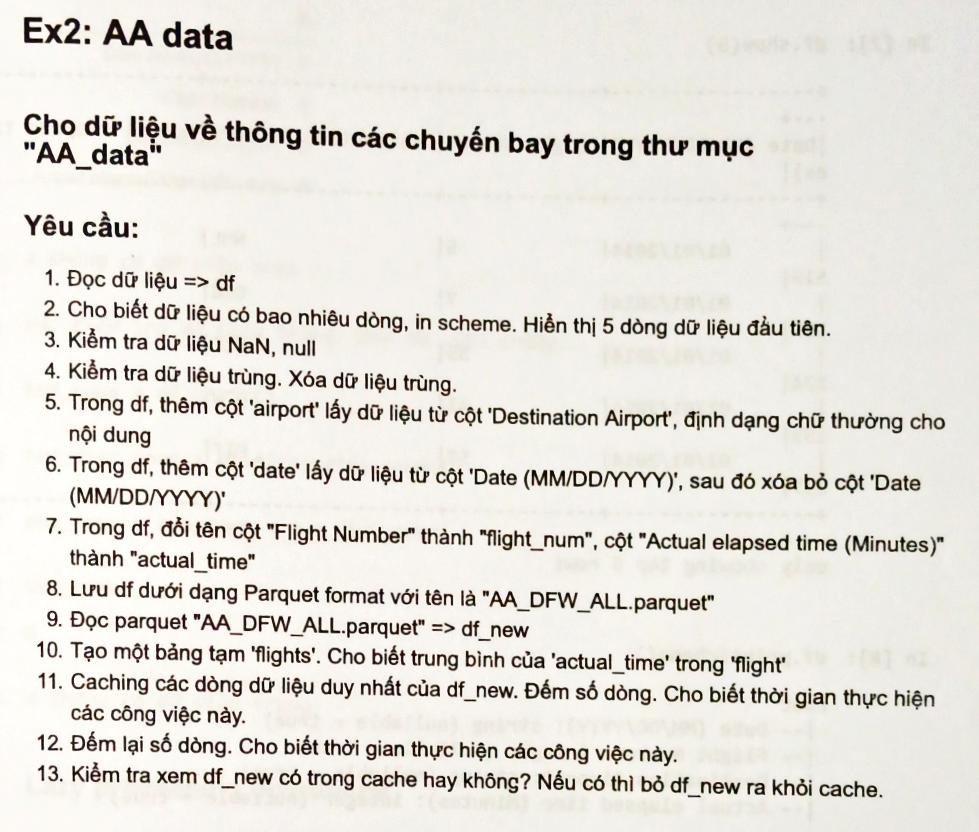 Ex2: AA data
Cho dữ liệu về thông tin các chuyến bay trong thư mục
"AA_data"
Yêu cầu:
1. Đọc dữ liệu => df
2. Cho biết dữ liệu có bao nhiêu dòng, in scheme. Hiển thị 5 dòng dữ liệu đầu tiên.
3. Kiểm tra dữ liệu NaN, null
4. Kiểm tra dữ liệu trùng. Xóa dữ liệu trùng.
5. Trong df, thêm cột 'airport' lấy dữ liệu từ cột 'Destination Airport', định dạng chữ thường cho
nội dung
6. Trong df, thêm cột 'date' lấy dữ liệu từ cột 'Date (MM/DD/YYYY)', sau đó xóa bỏ cột 'Date
(MM/DD/YYYY)'
7. Trong df, đổi tên cột "Flight Number" thành "flight_num", cột "Actual elapsed time (Minutes)"
thành "actual_time"
8. Lưu df dưới dạng Parquet format với tên là "AA_DFW_ALL.parquet"
9. Đọc parquet "AA_DFW_ALL.parquet" => df_new
10. Tạo một bảng tạm 'flights'. Cho biết trung bình của 'actual_time' trong 'flight'
11. Caching các dòng dữ liệu duy nhất của df_new. Đếm số dòng. Cho biết thời gian thực hiện
các công việc này.
12. Đếm lại số dòng. Cho biết thời gian thực hiện các công việc này.
13. Kiểm tra xem df_new có trong cache hay không? Nếu có thì bỏ df_new ra khỏi cache.